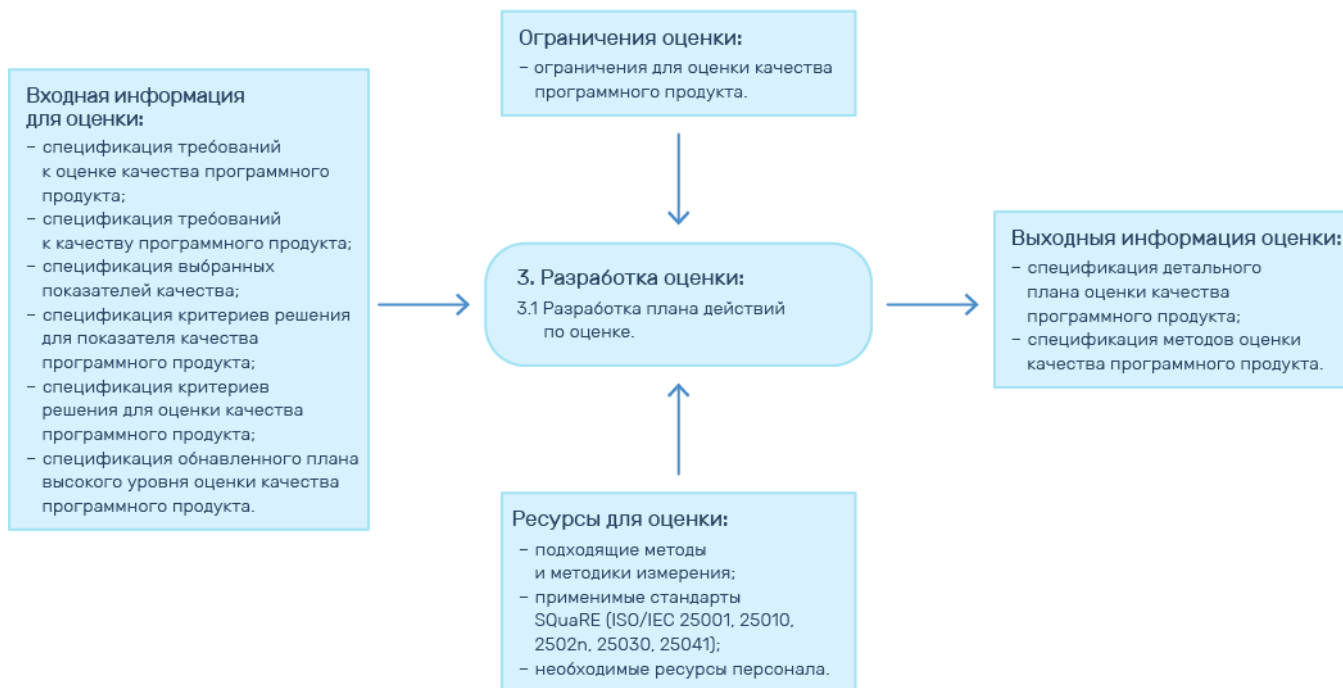 Ограничения оценки:
– ограничения для оценки качества
программного продукта.
Входная информация
для оценки:
– спецификация требований
к оценке качества программного
продукта;
– спецификация требований
к качеству программного продукта;
– спецификация выбранных
показателей качества;
– спецификация критериев решения
для показателя качества
программного продукта;
– спецификация критериев
решения для оценки качества
программного продукта;
– спецификация обнавленного плана
высокого уровня оценки качества
программного продукта.
3. Разработка оценки:
3.1 Разработка плана действий
по оценке.
Выходныя информация оценки:
– спецификация детального
плана оценки качества
программного продукта;
– спецификация методов оценки
качества программного продукта.
Ресурсы для оценки:
– подходящие методы
и методики измерения;
– применимые стандарты
SQuaRE (ISO/IEC 25001, 25010,
2502n, 25030, 25041);
– необходимые ресурсы персонала.